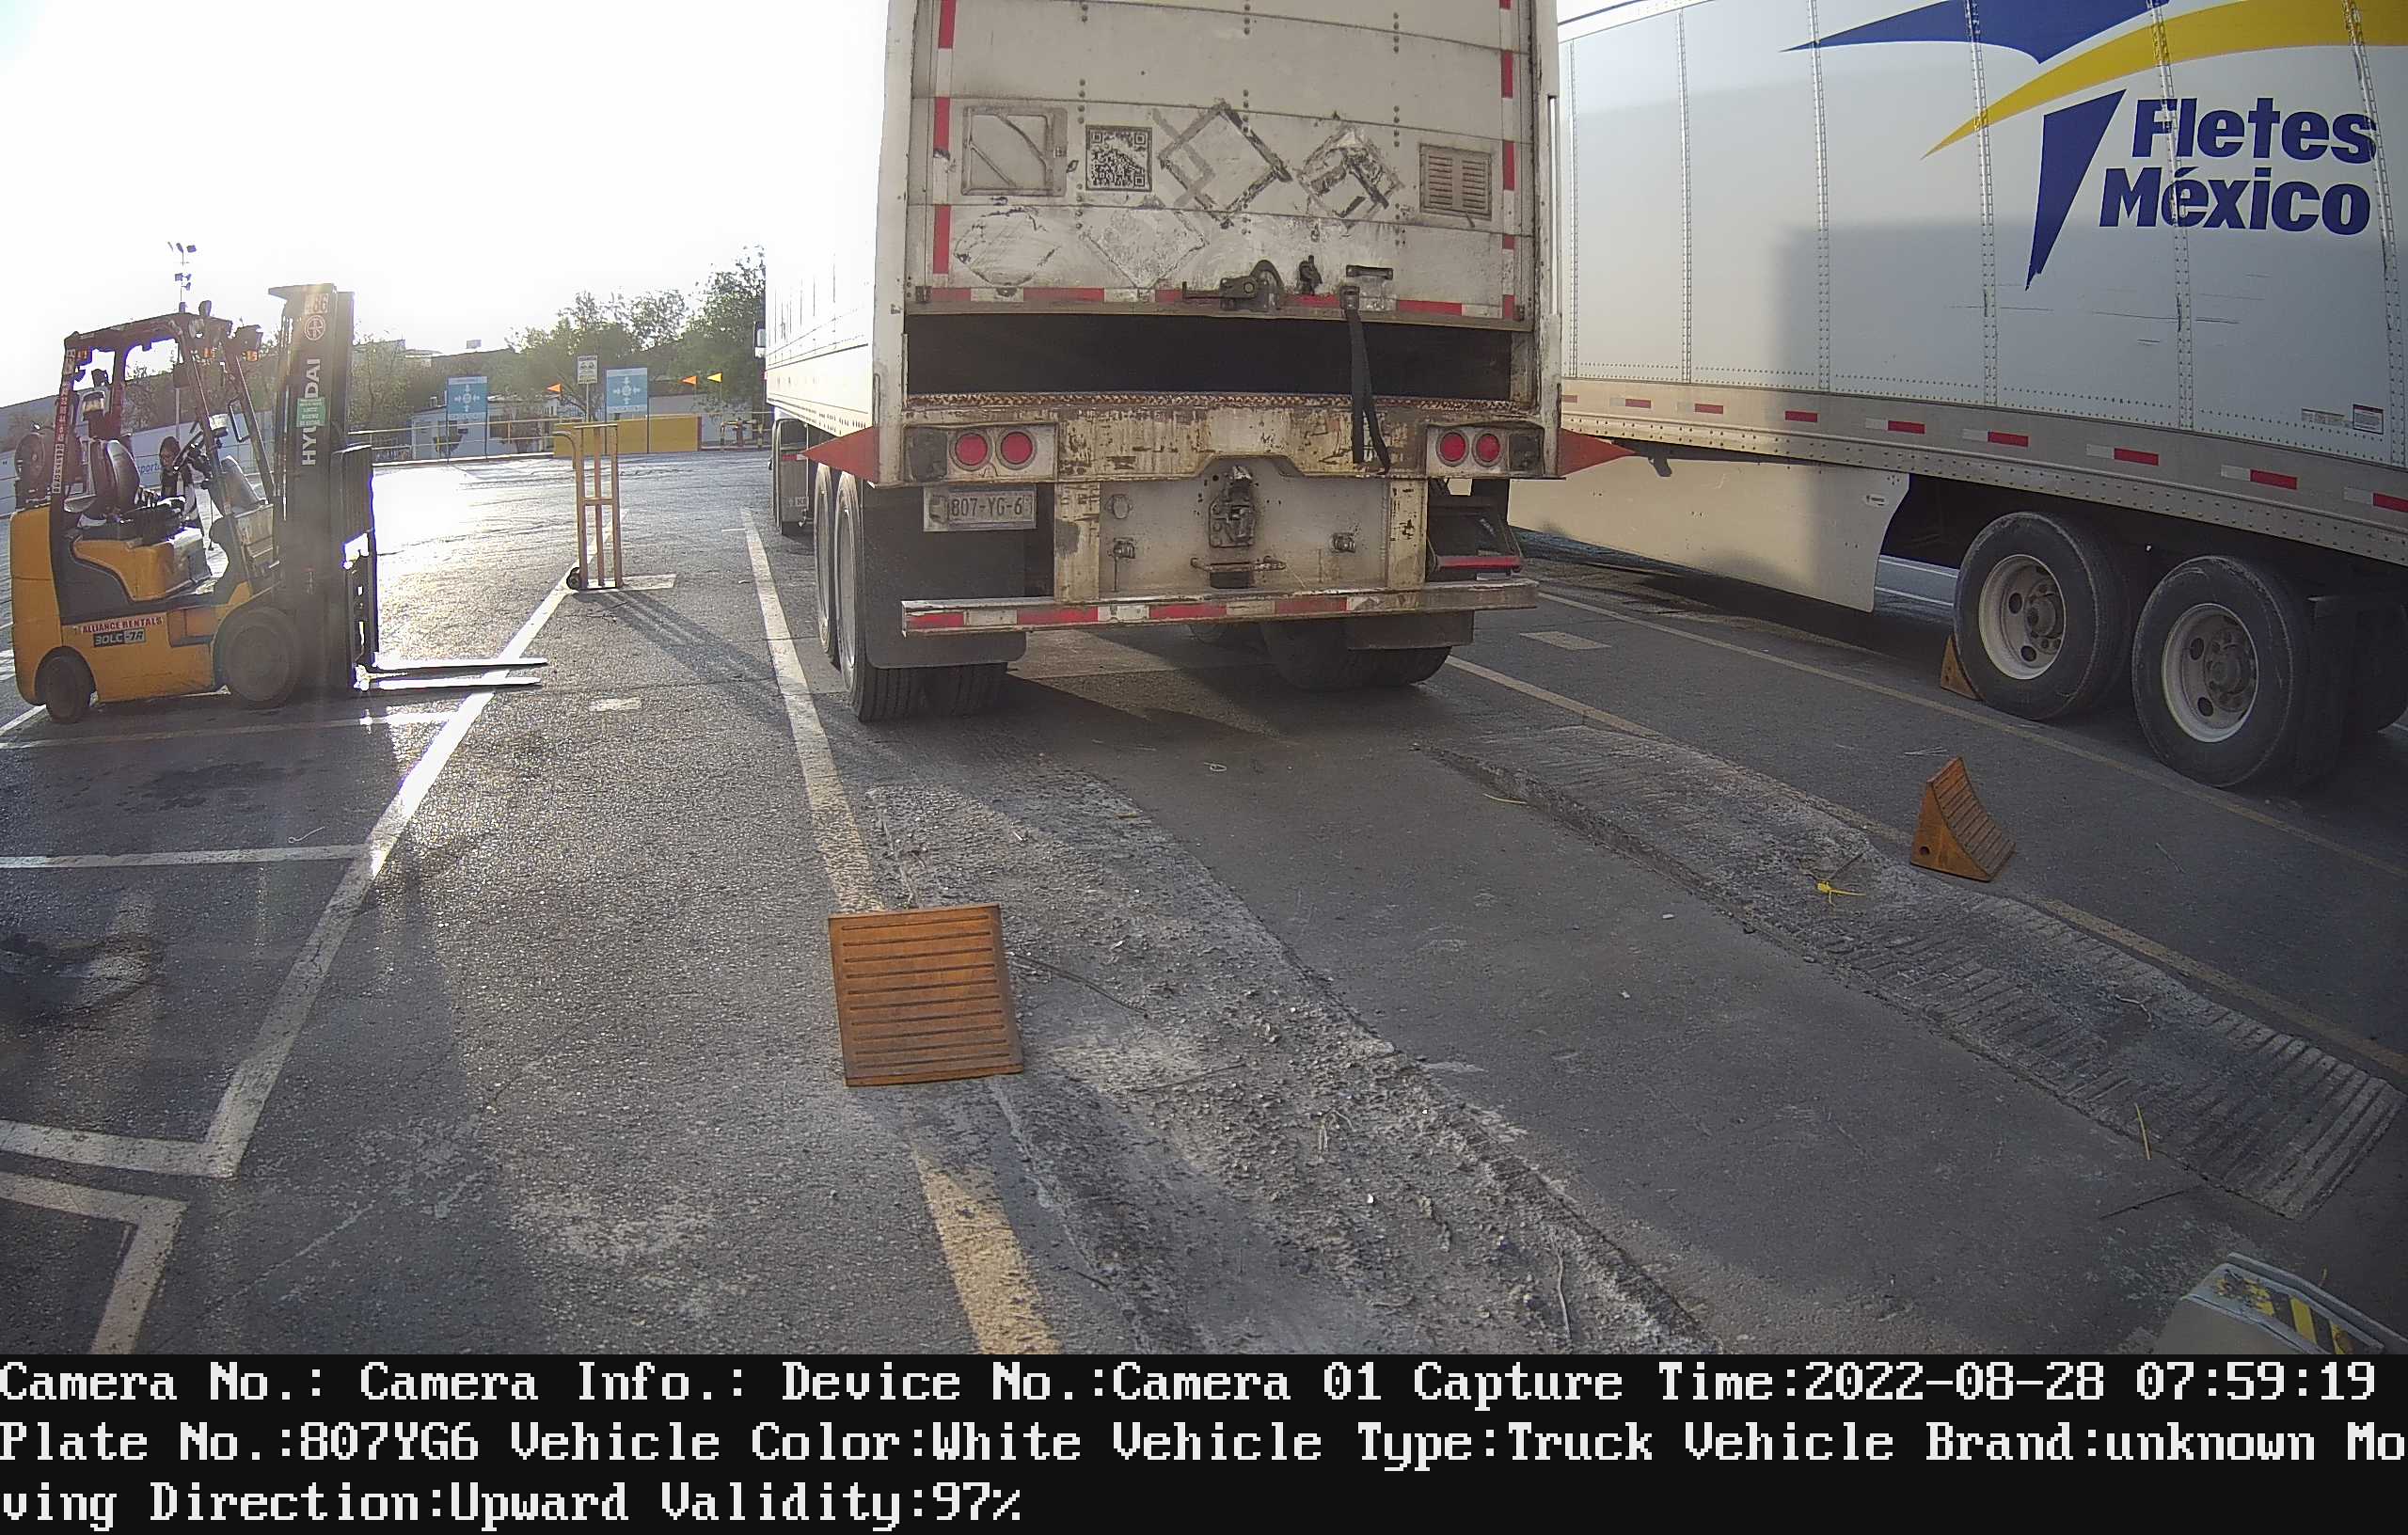 Fletes
México
HYUNDAI
ALLIANCE RENTALS
30LC-7A
807-YG-6
Camera No.: Camera Info.: Device No.:Camera 01 Capture Time:2022-08-28 07:59:19
Plate No.:807YG6 Vehicle Color:White Vehicle Type:Truck Vehicle Brand:unknown Mo
ving Direction:Upward Validity:97%